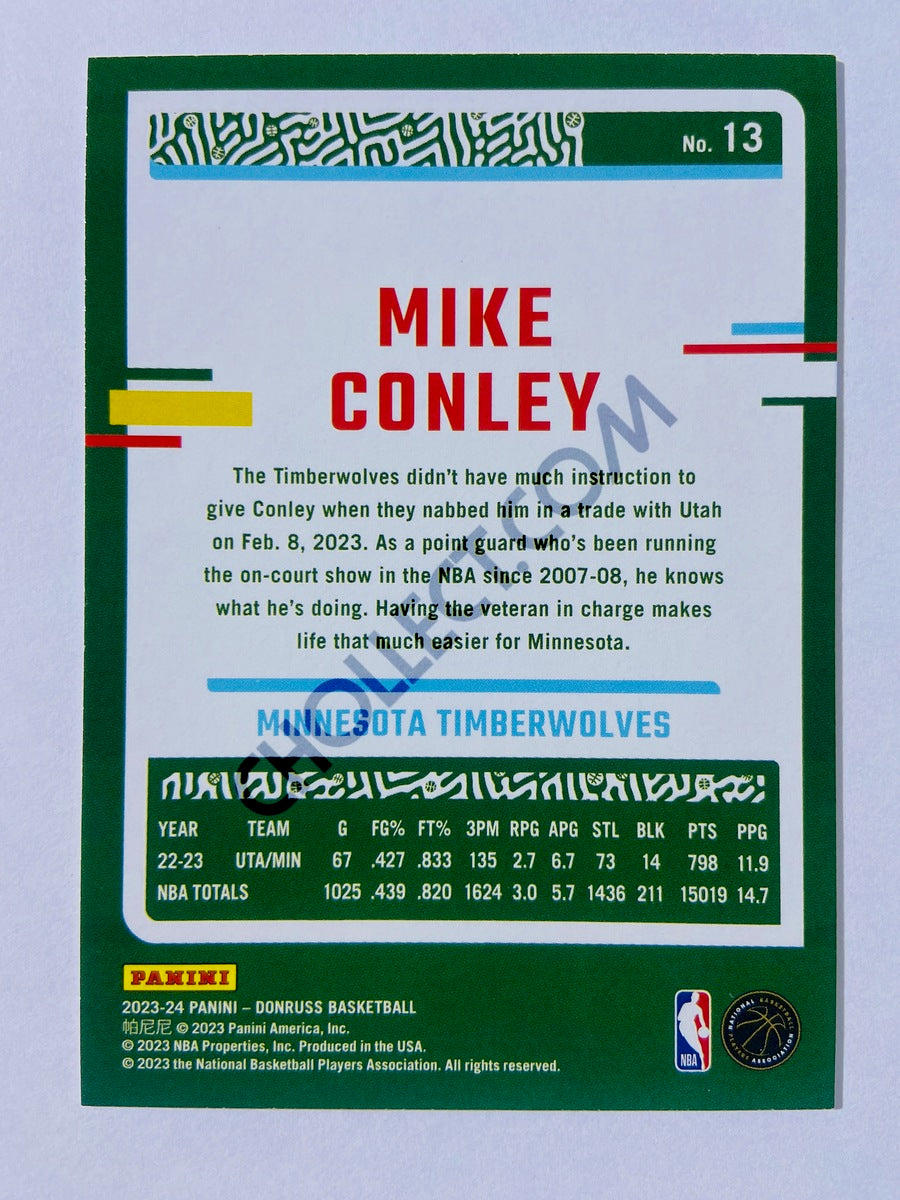 No. 13
MIKE
CONLEY
The Timberwolves didn't have much instruction to
give Conley when they nabbed him in a trade with Utah
on Feb. 8, 2023. As a point guard who's been running
the on-court show in the NBA since 2007-08, he knows
what he's doing. Having the veteran in charge makes
life that much easier for Minnesota.
CHOLLECT.COM
MINNESOTA TIMBERWOLVES
YEAR TEAM G FG% FT% 3PM RPG APG STL BLK PTS PPG
22-23 UTA/MIN 67 .427 .833 135 2.7 6.7 73 14 798 11.9
NBA TOTALS 1025 .439 .820 1624 3.0 5.7 1436 211 15019 14.7
PANINI
2023-24 PANINI – DONRUSS BASKETBALL
帕尼尼 © 2023 Panini America, Inc.
© 2023 NBA Properties, Inc. Produced in the USA.
© 2023 the National Basketball Players Association. All rights reserved.
NBA
NATIONAL BASKETBALL PLAYERS ASSOCIATION